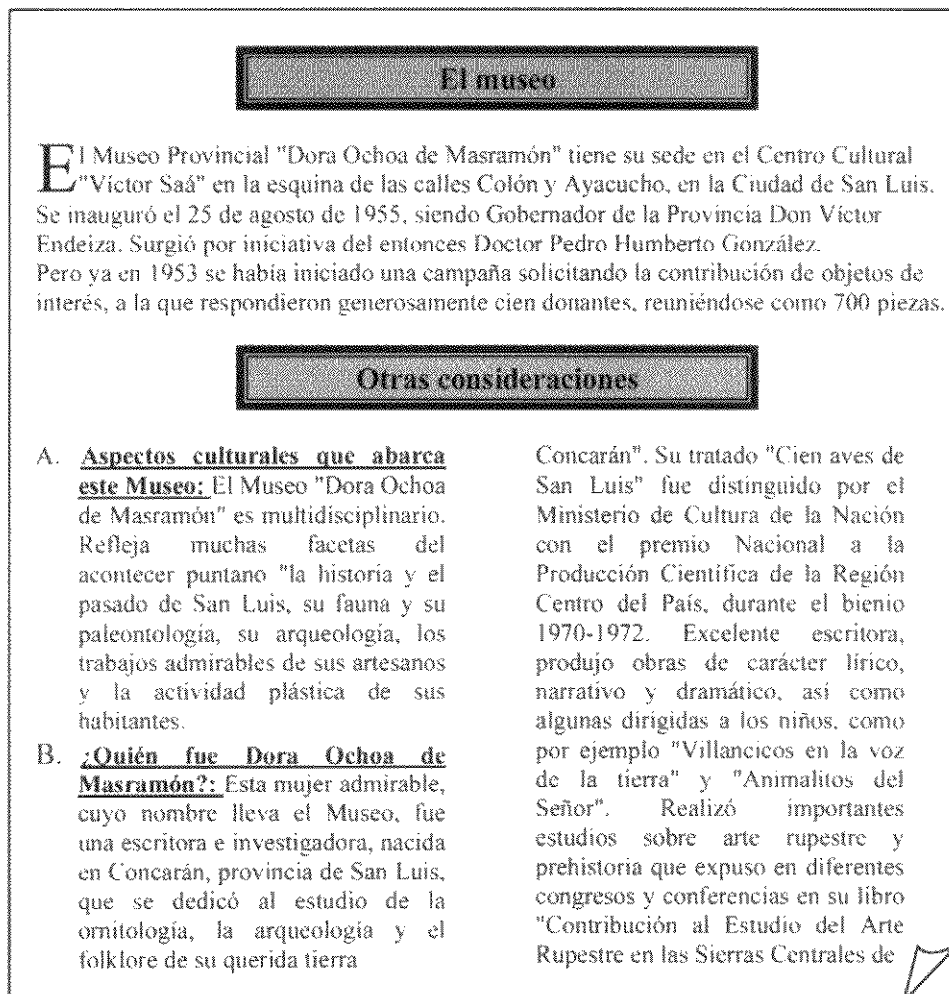 El museo
El Museo Provincial "Dora Ochoa de Masramón" tiene su sede en el Centro Cultural
"Víctor Saá" en la esquina de las calles Colón y Ayacucho, en la Ciudad de San Luis.
Se inauguró el 25 de agosto de 1955, siendo Gobernador de la Provincia Don Víctor
Endeiza. Surgió por iniciativa del entonces Doctor Pedro Humberto González.
Pero ya en 1953 se había iniciado una campaña solicitando la contribución de objetos de
interés, a la que respondieron generosamente cien donantes, reuniéndose como 700 piezas.
Otras consideraciones
A. Aspectos culturales que abarca
este Museo: El Museo "Dora Ochoa
de Masramón" es multidisciplinario.
Refleja muchas facetas del
acontecer puntano "la historia y el
pasado de San Luis, su fauna y su
paleontología, su arqueología, los
trabajos admirables de sus artesanos
y la actividad plástica de sus
habitantes.
B. ¿Quién fue Dora Ochoa de
Masramón?: Esta mujer admirable,
cuyo nombre lleva el Museo, fue
una escritora e investigadora, nacida
en Concarán, provincia de San Luis,
que se dedicó al estudio de la
ornitología, la arqueología y el
folklore de su querida tierra
Concarán". Su tratado "Cien aves de
San Luis" fue distinguido por el
Ministerio de Cultura de la Nación
con el premio Nacional a la
Producción Científica de la Región
Centro del País, durante el bienio
1970-1972. Excelente escritora,
produjo obras de carácter lírico,
narrativo y dramático, así como
algunas dirigidas a los niños, como
por ejemplo "Villancicos en la voz
de la tierra" y "Animalitos del
Señor". Realizó importantes
estudios sobre arte rupestre y
prehistoria que expuso en diferentes
congresos y conferencias en su libro
"Contribución al Estudio del Arte
Rupestre en las Sierras Centrales de